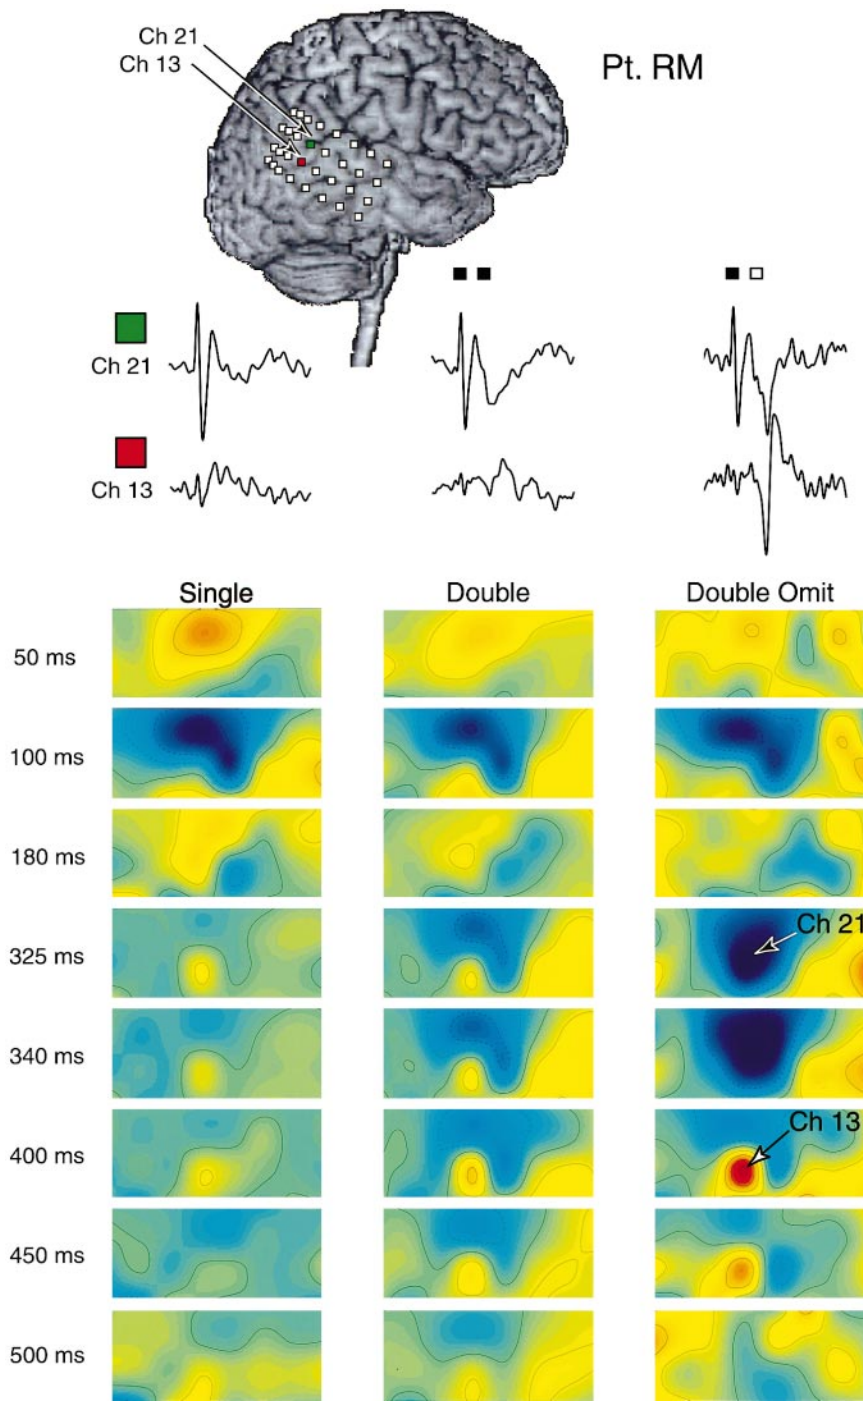 Ch 21
Ch 13
Pt. RM
Ch 21
Ch 13
Single Double Double Omit
50 ms
100 ms
180 ms
325 ms
Ch 21
340 ms
400 ms
Ch 13
450 ms
500 ms